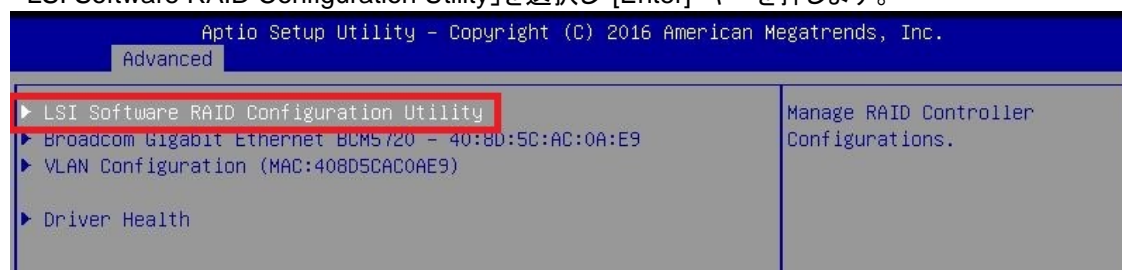 LSI Software RAID Configuration Utility」を選択し [Enter] キーを押します。
Aptio Setup Utility – Copyright (C) 2016 American Megatrends, Inc.
Advanced
▶ LSI Software RAID Configuration Utility
▶ Broadcom Gigabit Ethernet BCM5720 – 40:8D:5C:AC:0A:E9
▶ VLAN Configuration (MAC:408D5CAC0AE9)
▶ Driver Health
Manage RAID Controller
Configurations.